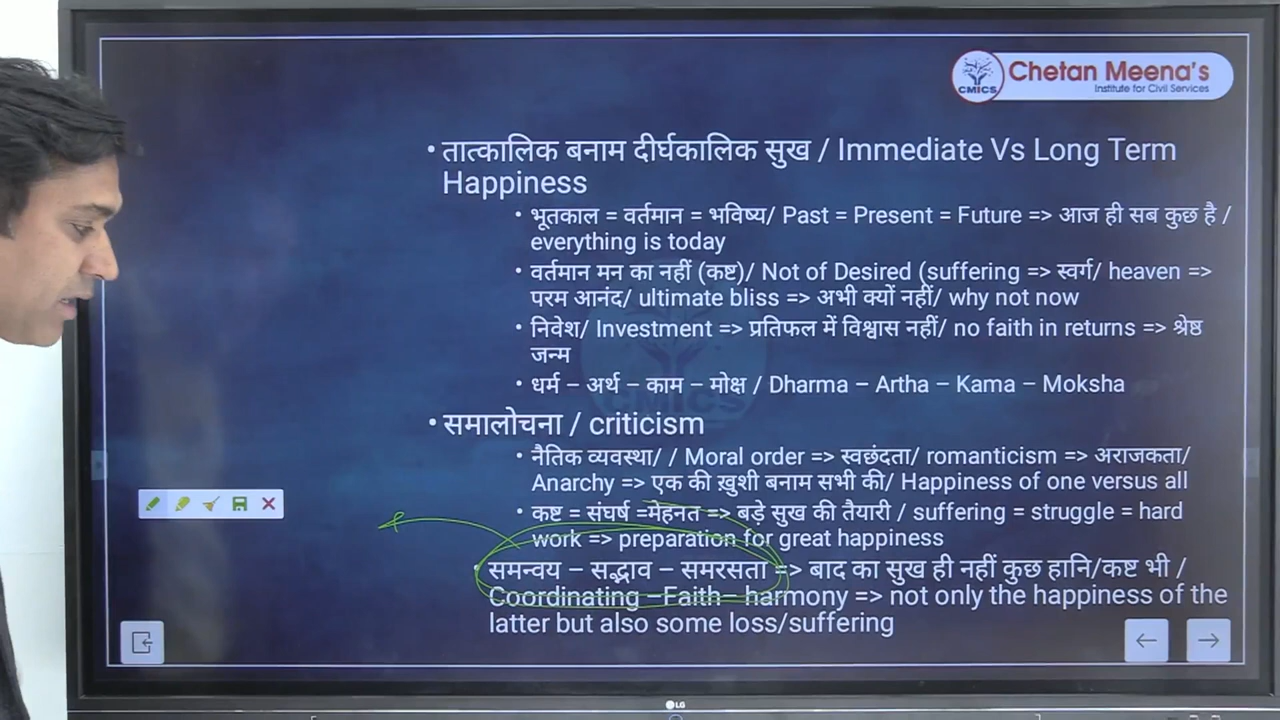 Chetan Meena's
Institute for Civil Services
CMICS
• तात्कालिक बनाम दीर्घकालिक सुख / Immediate Vs Long Term
Happiness
• भूतकाल = वर्तमान = भविष्य/ Past = Present = Future => आज ही सब कुछ है /
everything is today
• वर्तमान मन का नहीं (कष्ट)/ Not of Desired (suffering => स्वर्ग/ heaven =>
परम आनंद/ ultimate bliss => अभी क्यों नहीं/ why not now
• निवेश/ Investment => प्रतिफल में विश्वास नहीं/ no faith in returns => श्रेष्ठ
जन्म
• धर्म – अर्थ – काम – मोक्ष / Dharma – Artha – Kama – Moksha
CMICS
• समालोचना / criticism
• नैतिक व्यवस्था/ / Moral order => स्वछंदता/ romanticism => अराजकता/
Anarchy => एक की ख़ुशी बनाम सभी की/ Happiness of one versus all
• कष्ट = संघर्ष =मेहनत => बड़े सुख की तैयारी / suffering = struggle = hard
work => preparation for great happiness
• समन्वय – सद्भाव – समरसता => बाद का सुख ही नहीं कुछ हानि/कष्ट भी /
Coordinating –Faith– harmony => not only the happiness of the
latter but also some loss/suffering
LG